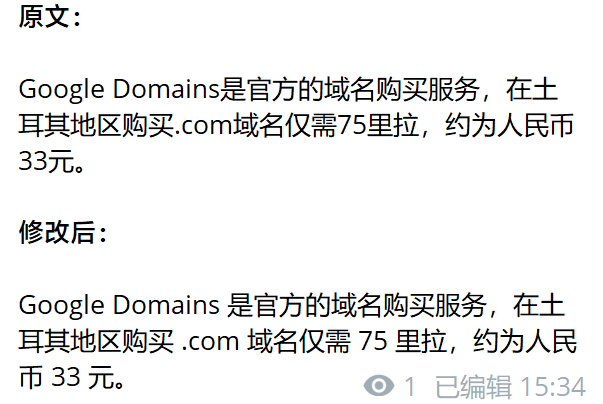 原文：
Google Domains是官方的域名购买服务，在土
耳其地区购买.com域名仅需75里拉，约为人民币
33元。
修改后：
Google Domains 是官方的域名购买服务，在土
耳其地区购买 .com 域名仅需 75 里拉，约为人民
币 33 元。
1 已编辑 15:34